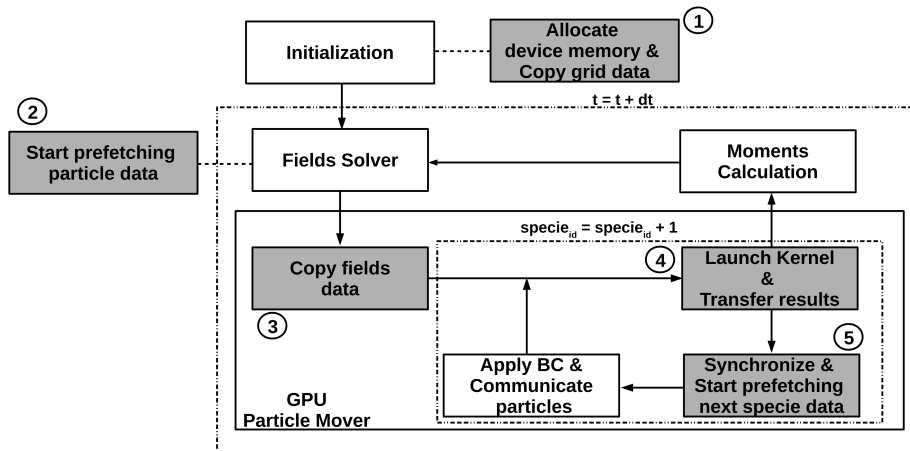 1
Initialization
Allocate
device memory &
Copy grid data
t = t + dt
2
Start prefetching
particle data
Fields Solver
Moments
Calculation
specie_id = specie_id + 1
Copy fields
data
3
4
Launch Kernel
&
Transfer results
5
Apply BC &
Communicate
particles
Synchronize &
Start prefetching
next specie data
GPU
Particle Mover